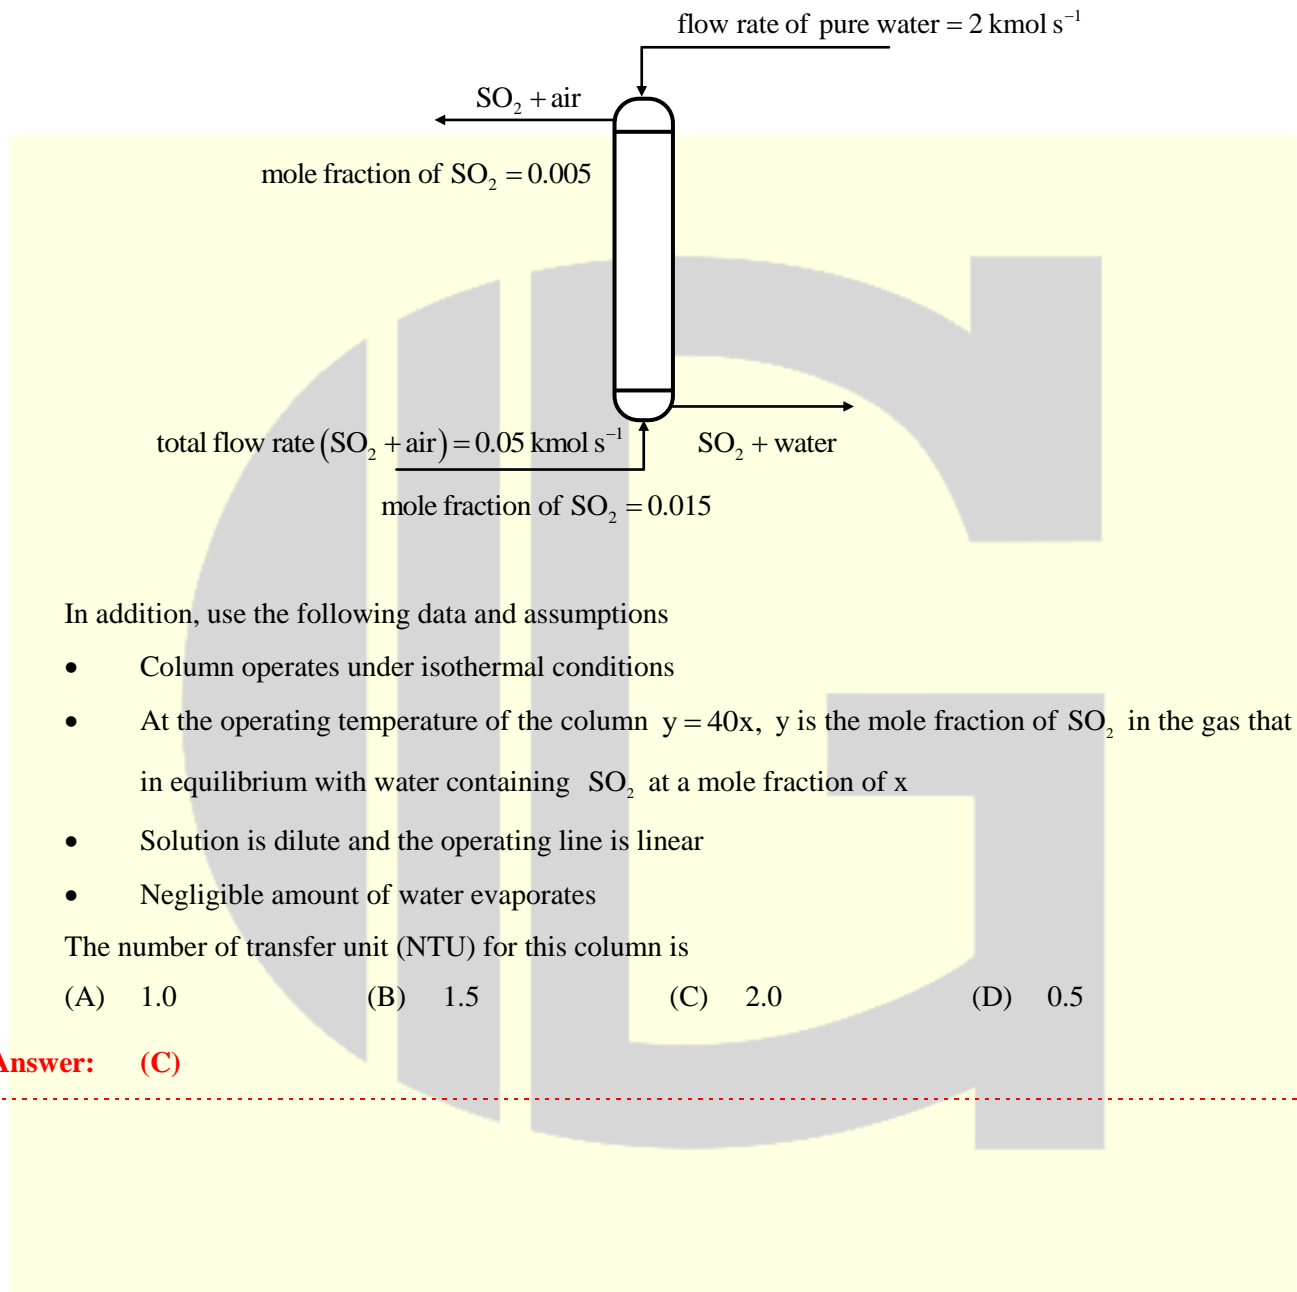 flow rate of pure water = 2 kmol s⁻¹
SO₂ + air
mole fraction of SO₂ = 0.005
total flow rate (SO₂ + air) = 0.05 kmol s⁻¹
SO₂ + water
mole fraction of SO₂ = 0.015
In addition, use the following data and assumptions
• Column operates under isothermal conditions
• At the operating temperature of the column y = 40x, y is the mole fraction of SO₂ in the gas that
in equilibrium with water containing SO₂ at a mole fraction of x
• Solution is dilute and the operating line is linear
• Negligible amount of water evaporates
The number of transfer unit (NTU) for this column is
(A) 1.0 (B) 1.5 (C) 2.0 (D) 0.5
Answer: (C)